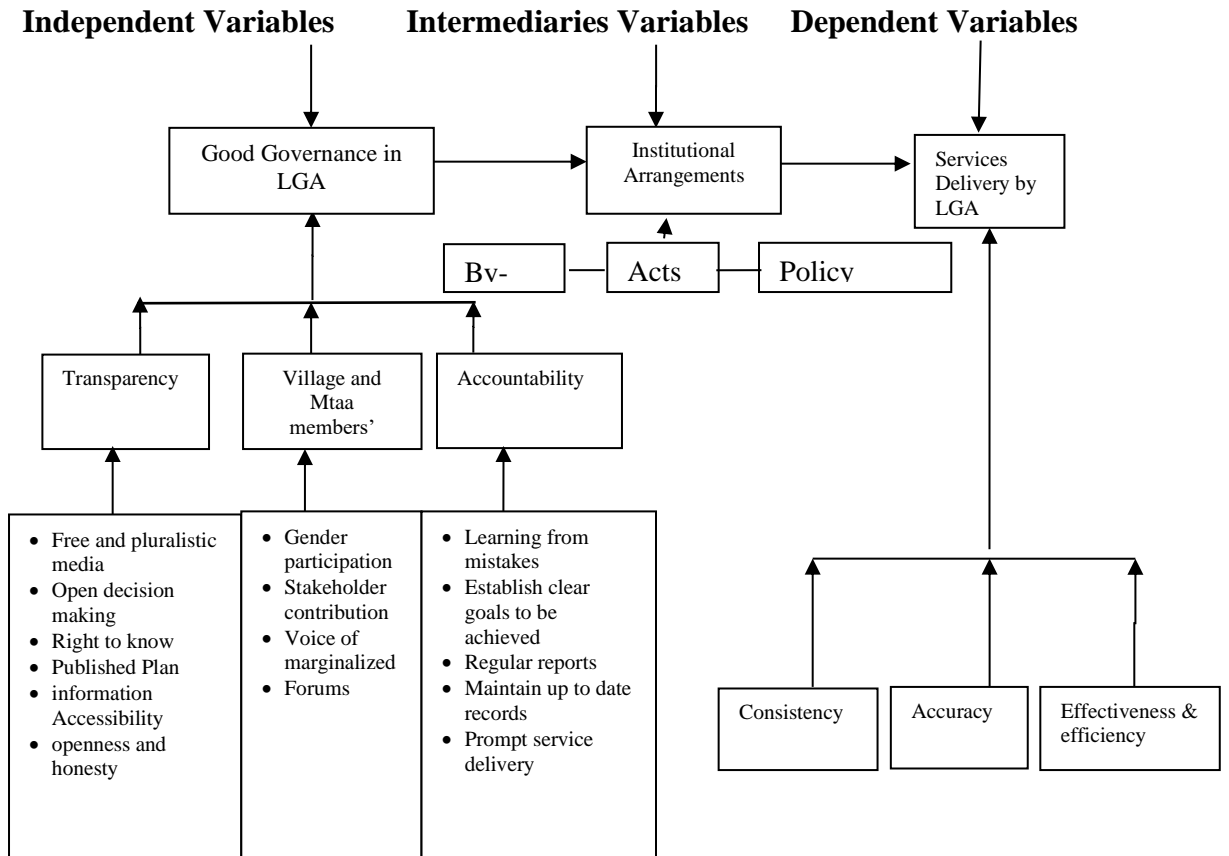 Independent Variables
Intermediaries Variables
Dependent Variables
Good Governance in
LGA
Institutional
Arrangements
Services
Delivery by
LGA
By-
Acts
Policy
Transparency
Village and
Mtaa
members’
Accountability
• Free and pluralistic
media
• Open decision
making
• Right to know
• Published Plan
• information
Accessibility
• openness and
honesty
• Gender
participation
• Stakeholder
contribution
• Voice of
marginalized
• Forums
• Learning from
mistakes
• Establish clear
goals to be
achieved
• Regular reports
• Maintain up to date
records
• Prompt service
delivery
Consistency
Accuracy
Effectiveness &
efficiency